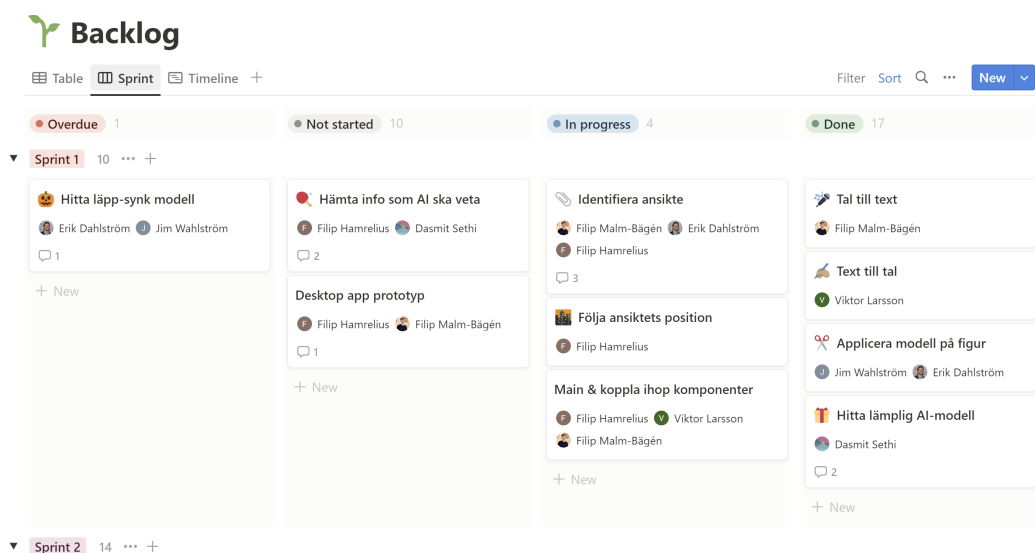 Backlog
Table Sprint Timeline
Filter Sort New
Overdue 1
Not started 10
In progress 4
Done 17
Sprint 1 10
Hitta läpp-synk modell
Erik Dahlström J Jim Wahlström
1
+ New
Hämta info som AI ska veta
F Filip Hamrelius Dasmit Sethi
2
Desktop app prototyp
F Filip Hamrelius Filip Malm-Bägén
1
+ New
Identifiera ansikte
Filip Malm-Bägén Erik Dahlström
F Filip Hamrelius
3
Följa ansiktets position
F Filip Hamrelius
Main & koppla ihop komponenter
F Filip Hamrelius V Viktor Larsson
Filip Malm-Bägén
+ New
Tal till text
Filip Malm-Bägén
Text till tal
V Viktor Larsson
Applicera modell på figur
J Jim Wahlström Erik Dahlström
Hitta lämplig AI-modell
Dasmit Sethi
2
+ New
Sprint 2 14